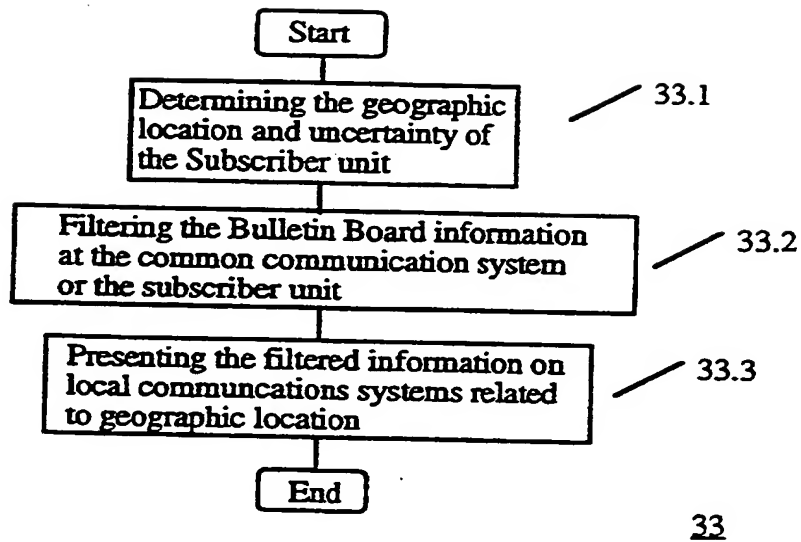 Start
Determining the geographic
location and uncertainty of
the Subscriber unit
33.1
Filtering the Bulletin Board information
at the common communication system
or the subscriber unit
33.2
Presenting the filtered information on
local communcations systems related
to geographic location
33.3
End
33